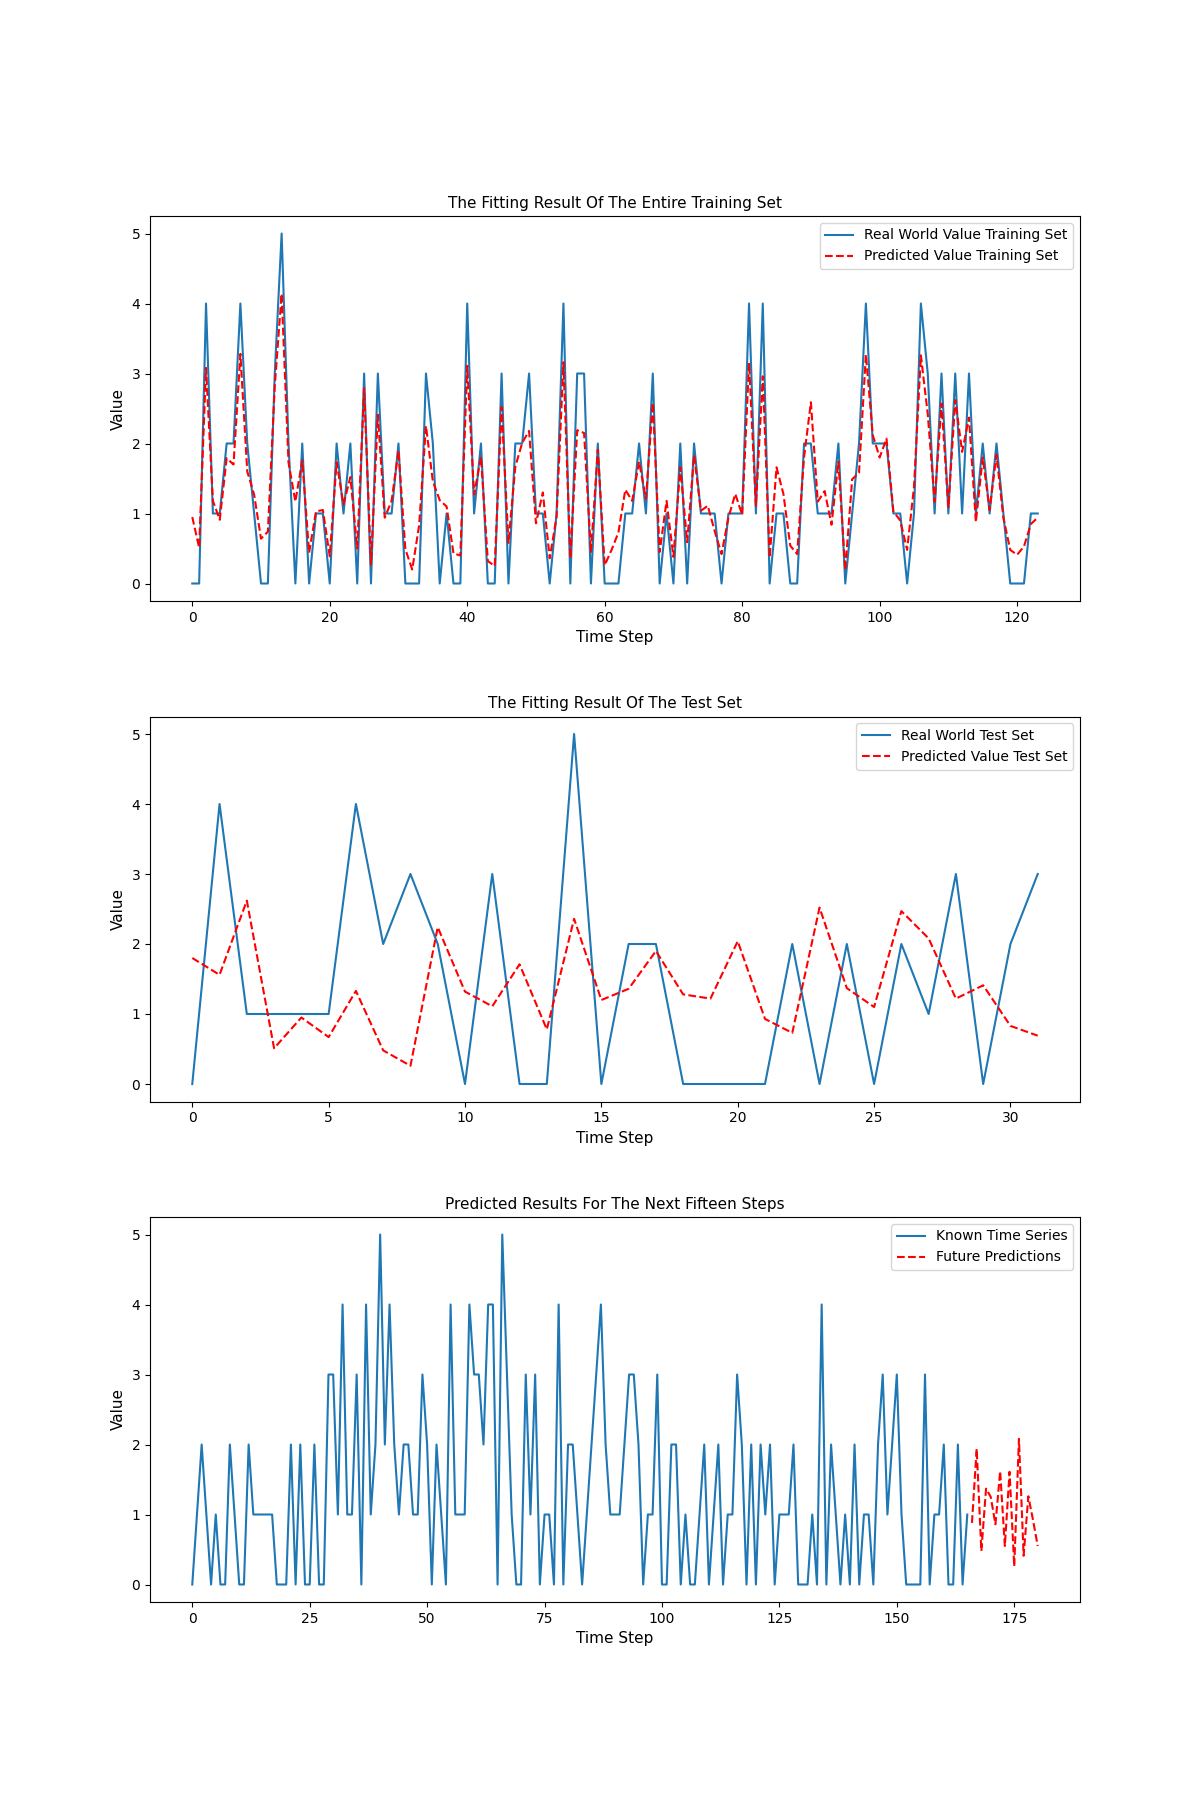 The Fitting Result Of The Entire Training Set
Real World Value Training Set
Predicted Value Training Set
Value
5
4
3
2
1
0
0 20 40 60 80 100 120
Time Step
The Fitting Result Of The Test Set
Real World Test Set
Predicted Value Test Set
Value
5
4
3
2
1
0
0 5 10 15 20 25 30
Time Step
Predicted Results For The Next Fifteen Steps
Known Time Series
Future Predictions
Value
5
4
3
2
1
0
0 25 50 75 100 125 150 175
Time Step